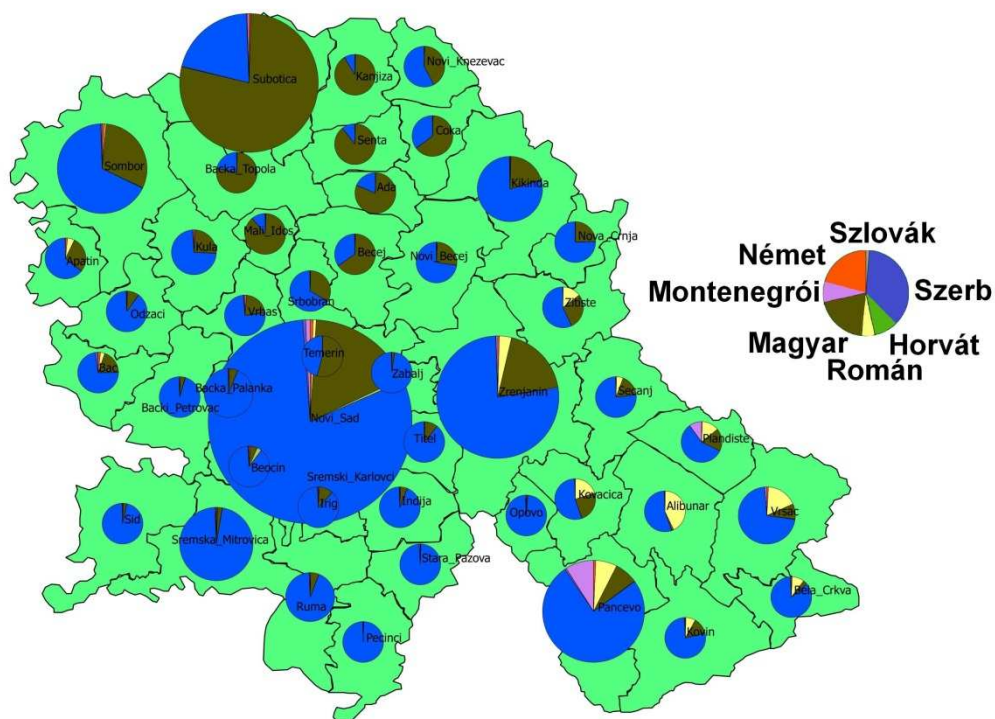 Subotica
Kanjiza
Novi_Knezevac
Senta
Coka
Sombor
Backa_Topola
Ada
Kikinda
Mali_Idos
Kula
Becej
Novi_Becej
Nova_Crnja
Apatin
Srbobran
Zitiste
Odzaci
Vrbas
Temerin
Zabalj
Bac
Backa_Palanka
Backi_Petrovac
Novi_Sad
Zrenjanin
Secanj
Titel
Plandiste
Beocin
Sremski_Karlovci
Irig
Indija
Opovo
Kovacica
Alibunar
Vrsac
Sid
Sremska_Mitrovica
Stara_Pazova
Ruma
Pecinci
Pancevo
Bela_Crkva
Kovin
Szlovák
Német
Montenegrói
Szerb
Magyar
Horvát
Román